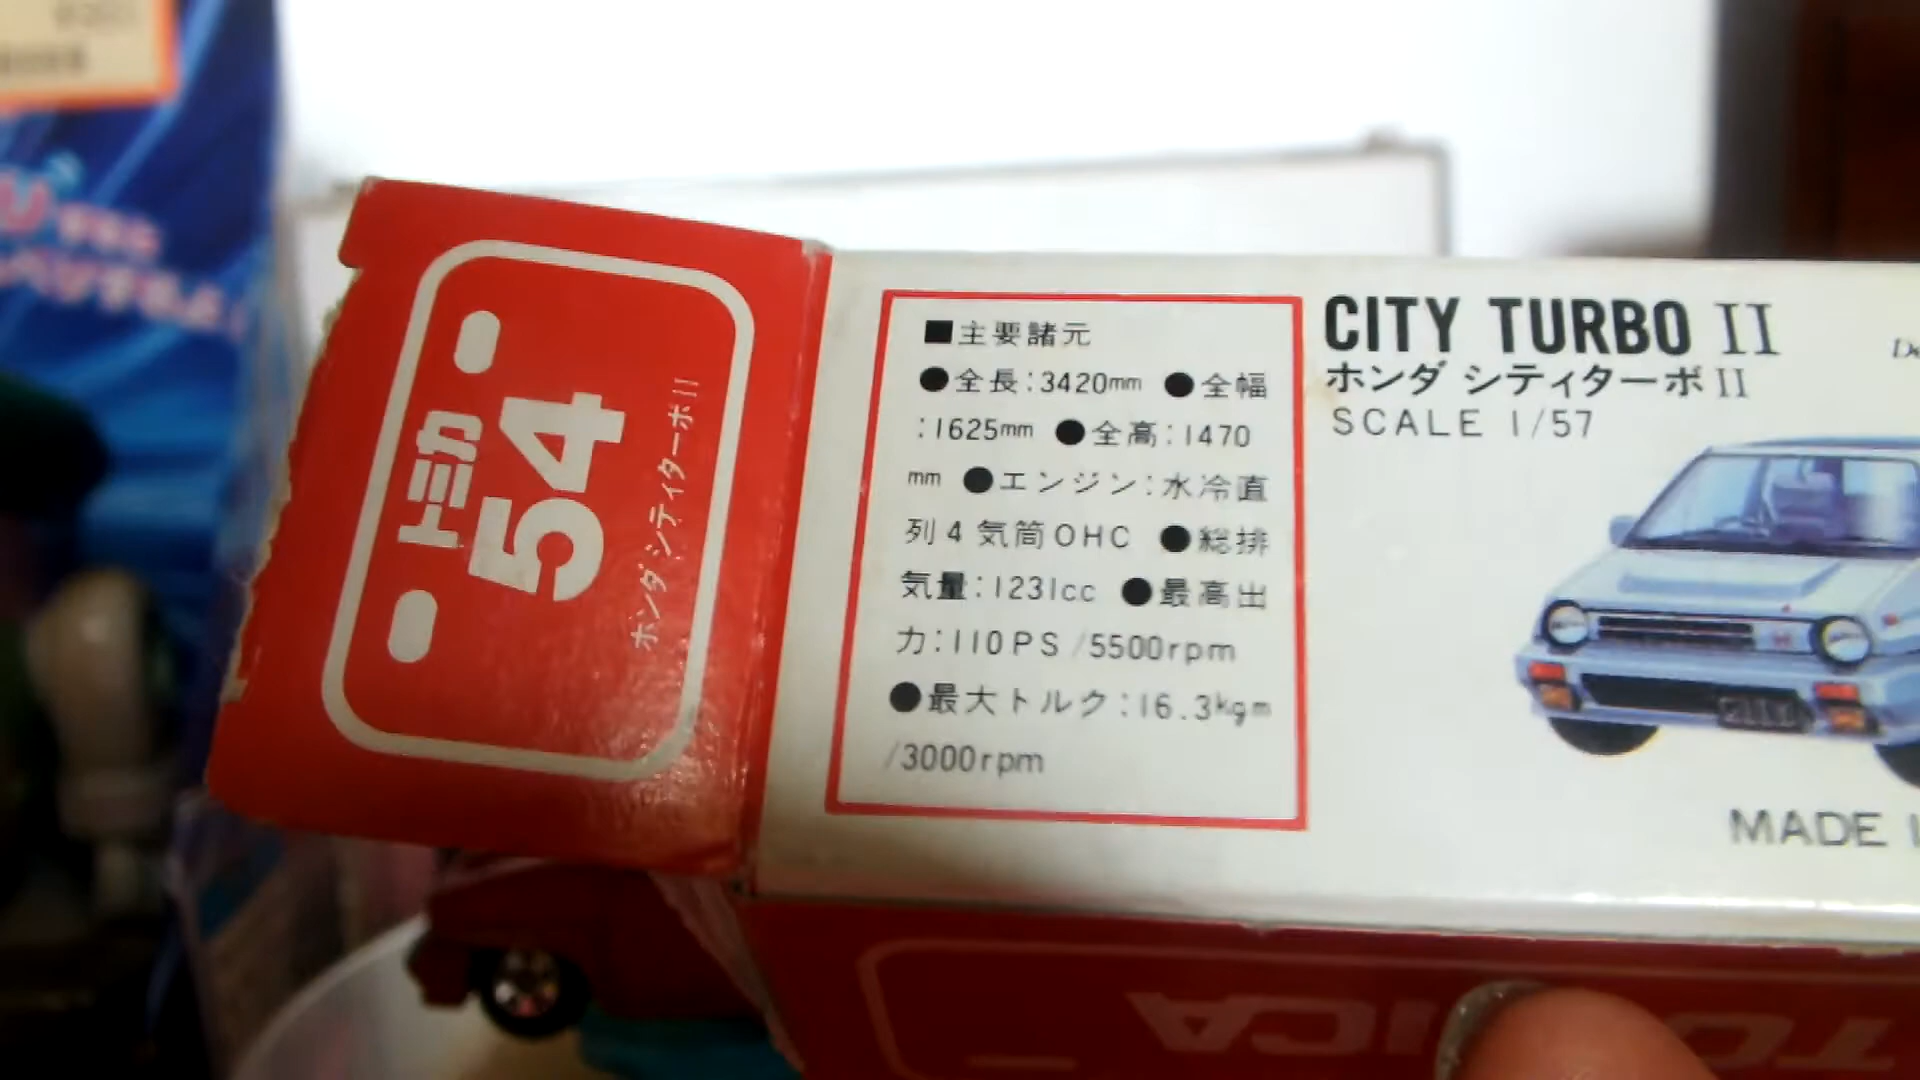 トミカ
54
ホンダ シティターボII
■主要諸元
●全長:3420mm ●全幅
:1625mm ●全高:1470
mm ●エンジン:水冷直
列4気筒OHC ●総排
気量:1231cc ●最高出
力:110PS/5500rpm
●最大トルク:16.3kgm
/3000rpm
CITY TURBO II
ホンダ シティターボII
SCALE 1/57
MADE